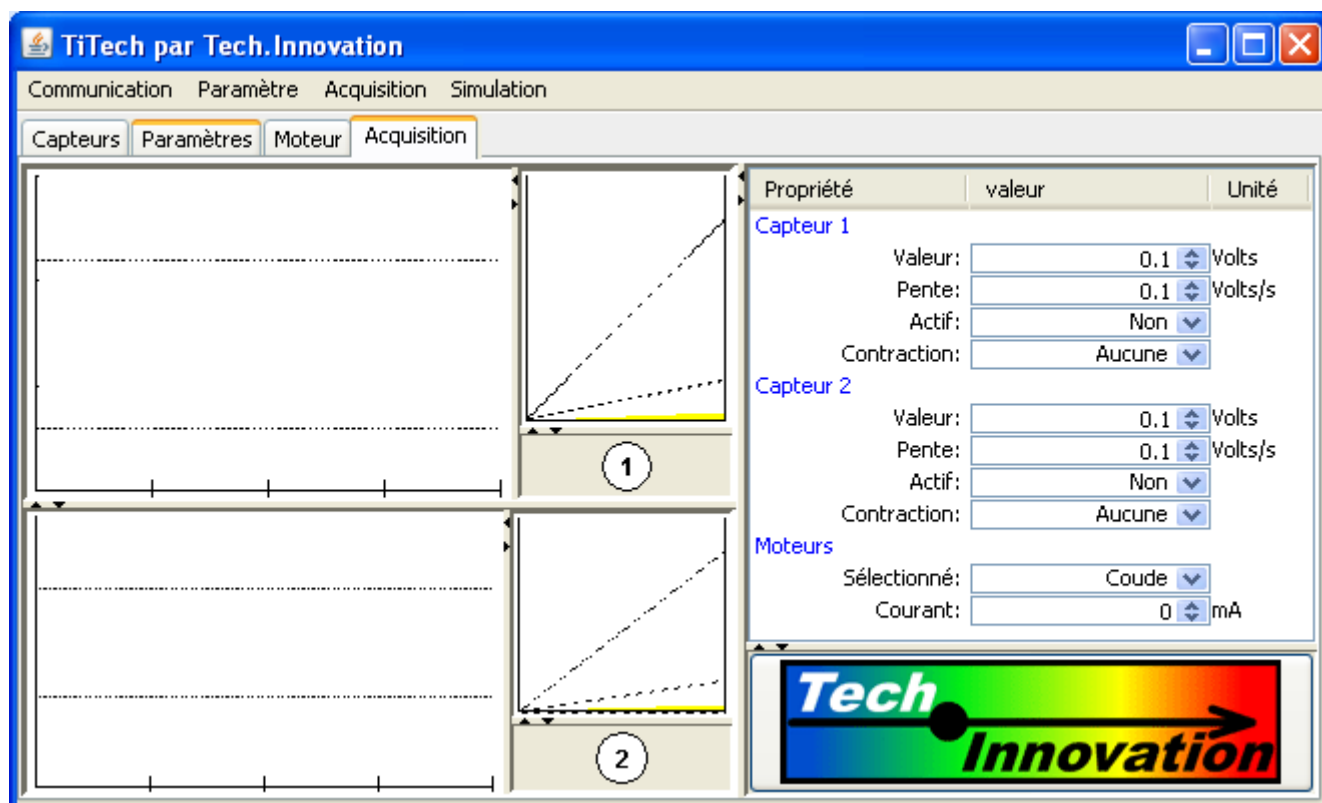 TiTech par Tech.Innovation
Communication Paramètre Acquisition Simulation
Capteurs Paramètres Moteur Acquisition
1
2
Propriété valeur Unité
Capteur 1
Valeur: 0.1 Volts
Pente: 0.1 Volts/s
Actif: Non
Contraction: Aucune
Capteur 2
Valeur: 0.1 Volts
Pente: 0.1 Volts/s
Actif: Non
Contraction: Aucune
Moteurs
Sélectionné: Coude
Courant: 0 mA
Tech
Innovation